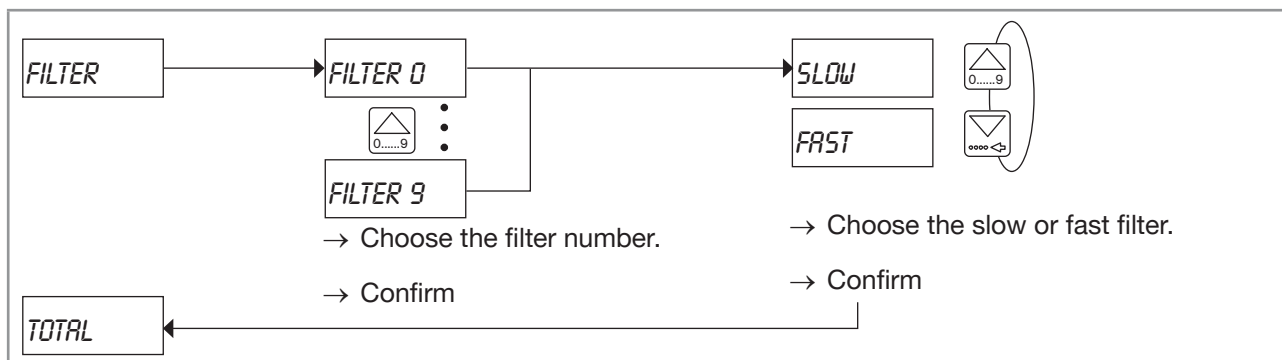 FILTER
FILTER 0
0......9
FILTER 9
→ Choose the filter number.
→ Confirm
SLOW
FAST
0......9
→ Choose the slow or fast filter.
→ Confirm
TOTAL